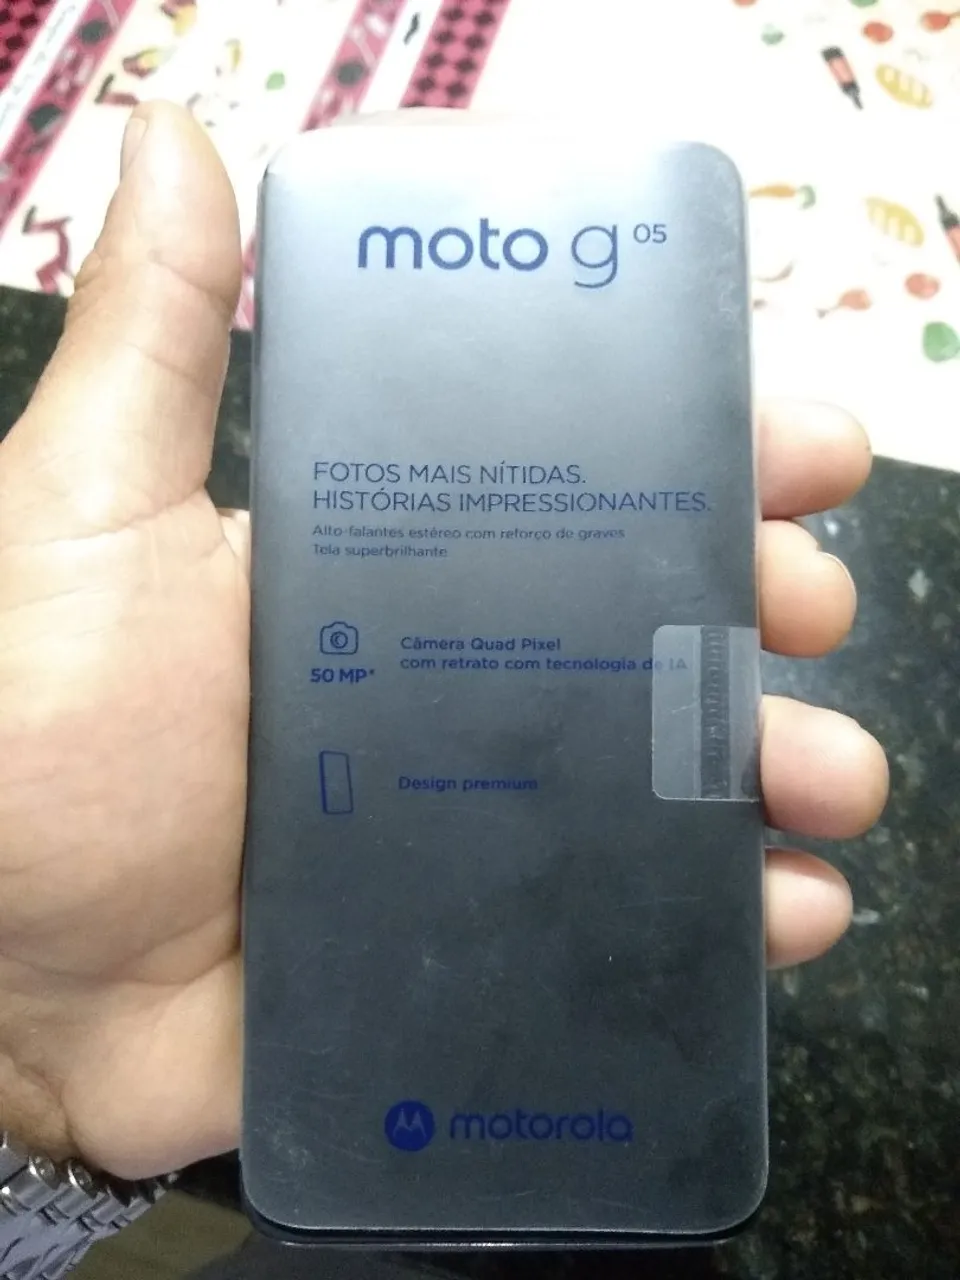 moto g 05
FOTOS MAIS NÍTIDAS.
HISTÓRIAS IMPRESSIONANTES.
Alto-falantes estéreo com reforço de graves
Tela superbrilhante
50 MP*
Câmera Quad Pixel
com retrato com tecnologia de IA
Design premium
motorola